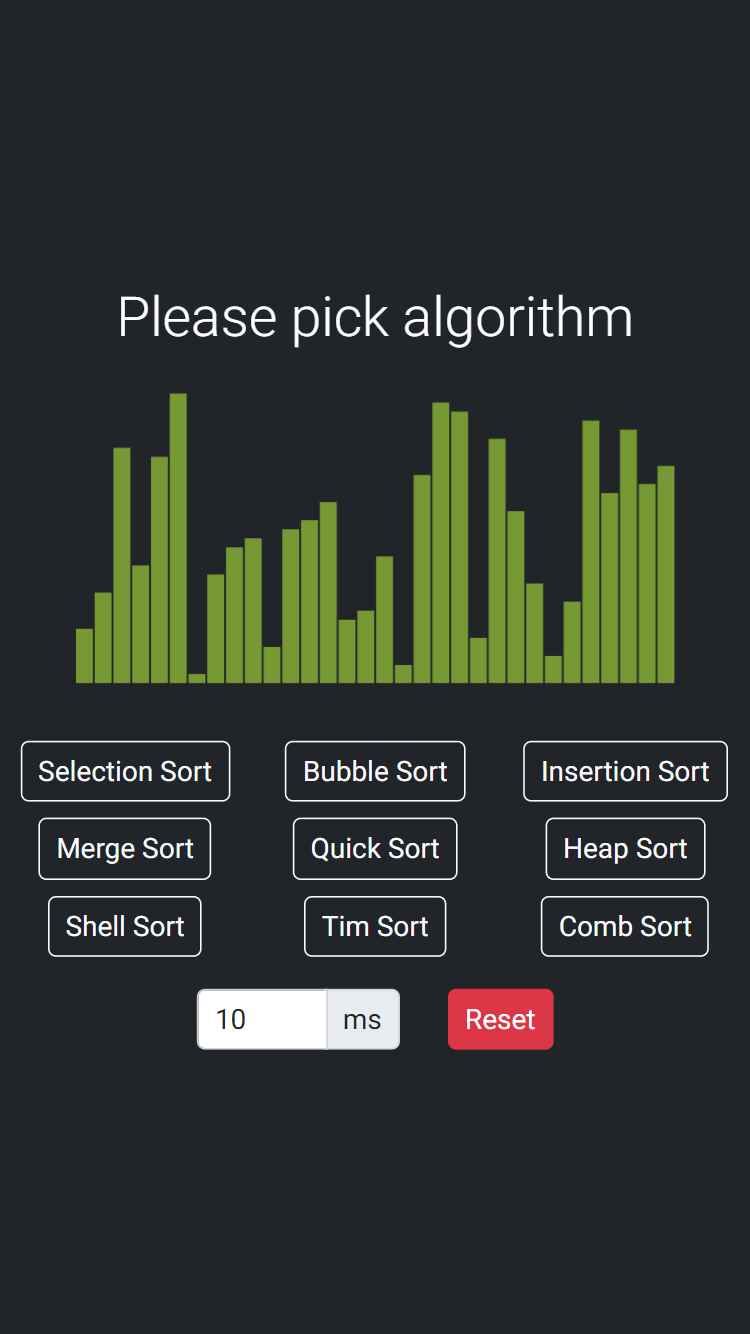 Please pick algorithm
Selection Sort Bubble Sort Insertion Sort
Merge Sort Quick Sort Heap Sort
Shell Sort Tim Sort Comb Sort
10 ms Reset